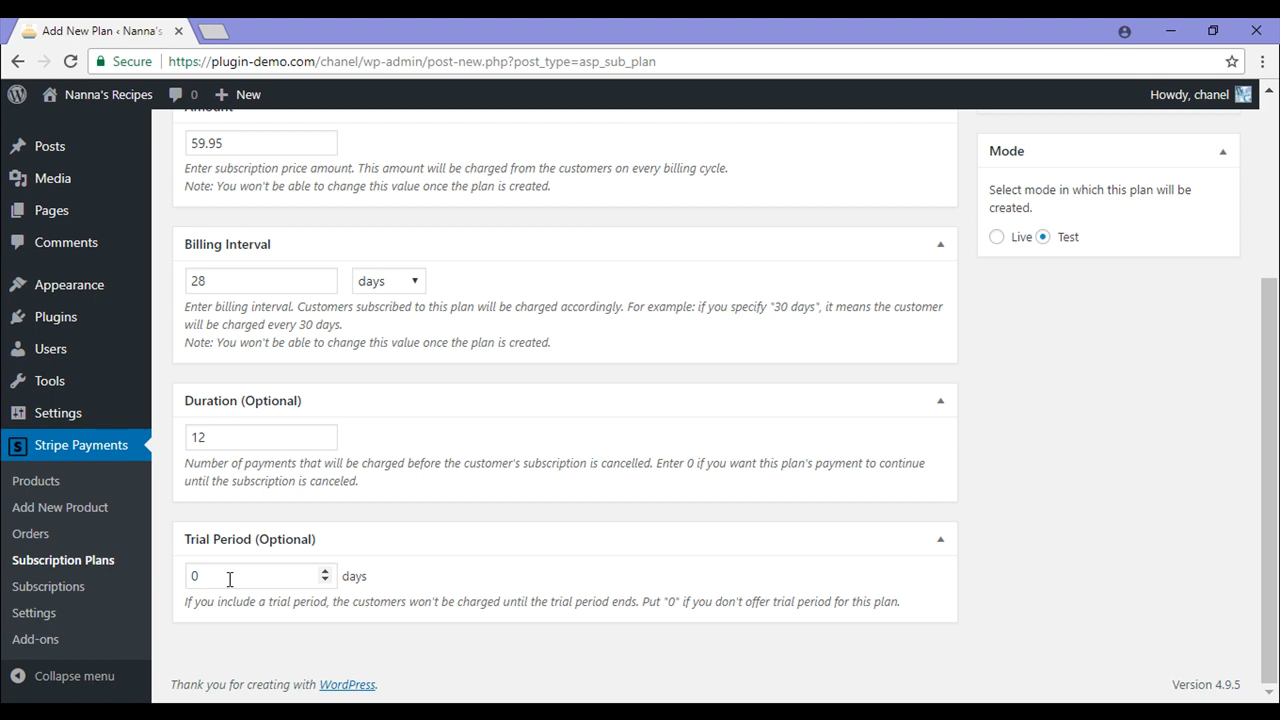 Add New Plan ‹ Nanna's
Secure https://plugin-demo.com/chanel/wp-admin/post-new.php?post_type=asp_sub_plan
Nanna's Recipes 0 New Howdy, chanel
Posts
Media
Pages
Comments
Appearance
Plugins
Users
Tools
Settings
Stripe Payments
Products
Add New Product
Orders
Subscription Plans
Subscriptions
Settings
Add-ons
Collapse menu
Amount
59.95
Enter subscription price amount. This amount will be charged from the customers on every billing cycle.
Note: You won't be able to change this value once the plan is created.
Billing Interval
28 days
Enter billing interval. Customers subscribed to this plan will be charged accordingly. For example: if you specify "30 days", it means the customer
will be charged every 30 days.
Note: You won't be able to change this value once the plan is created.
Duration (Optional)
12
Number of payments that will be charged before the customer's subscription is cancelled. Enter 0 if you want this plan's payment to continue
until the subscription is canceled.
Trial Period (Optional)
0 days
If you include a trial period, the customers won't be charged until the trial period ends. Put "0" if you don't offer trial period for this plan.
Mode
Select mode in which this plan will be
created.
Live Test
Thank you for creating with WordPress.
Version 4.9.5